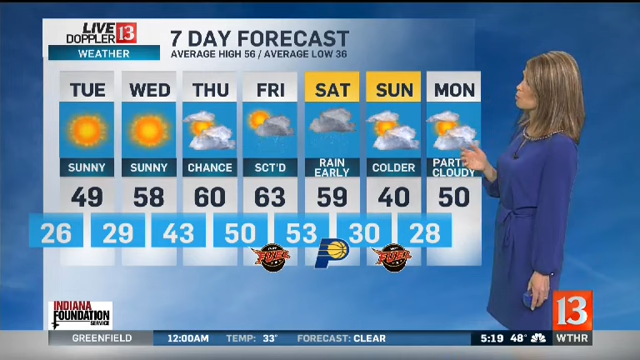 LIVE
DOPPLER 13
WEATHER
7 DAY FORECAST
AVERAGE HIGH 56 / AVERAGE LOW 36
TUE WED THU FRI SAT SUN MON
SUNNY SUNNY CHANCE SCT'D RAIN EARLY COLDER PARTLY CLOUDY
49 58 60 63 59 40 50
26 29 43 50 53 30 28
FUEL FUEL
INDIANA
FOUNDATION
SERVICE
13
GREENFIELD 12:00AM TEMP: 33° FORECAST: CLEAR 5:19 48° WTHR